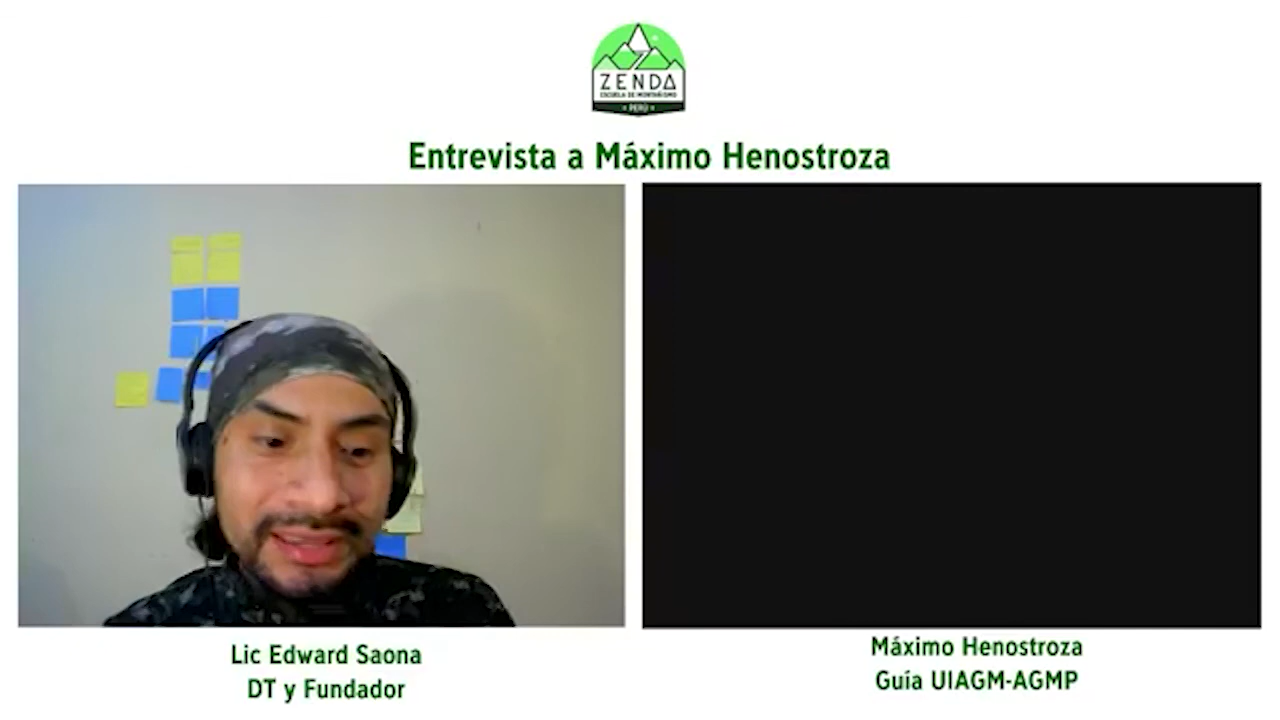 ZENDA
ESCUELA DE MONTAÑISMO
PERÚ
Entrevista a Máximo Henostroza
Lic Edward Saona
DT y Fundador
Máximo Henostroza
Guía UIAGM-AGMP